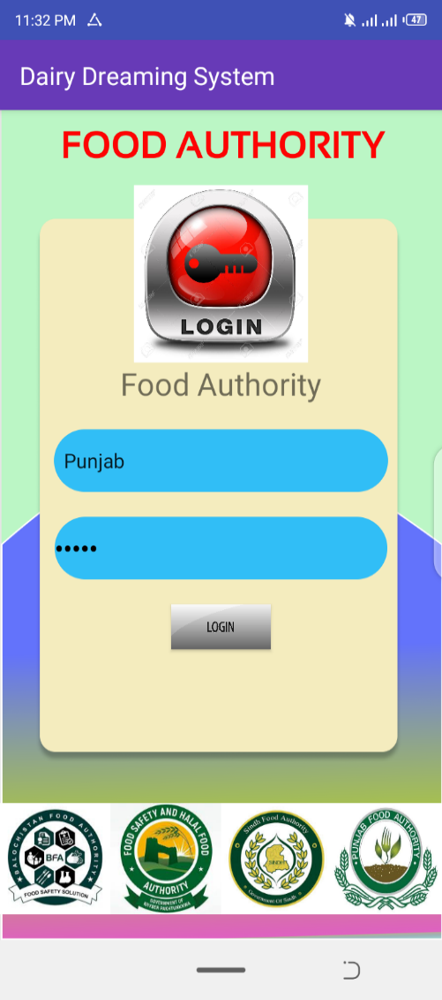 11:32 PM
47
Dairy Dreaming System
FOOD AUTHORITY
LOGIN
Food Authority
Punjab
•••••
LOGIN
BALOCHISTAN FOOD AUTHORITY
BFA
FOOD SAFETY SOLUTION
FOOD SAFETY AND HALAL FOOD
AUTHORITY
GOVERNMENT OF
KHYBER PAKHTUNKHWA
Sindh Food Authority
SINDH
Government Of Sindh
PUNJAB FOOD AUTHORITY